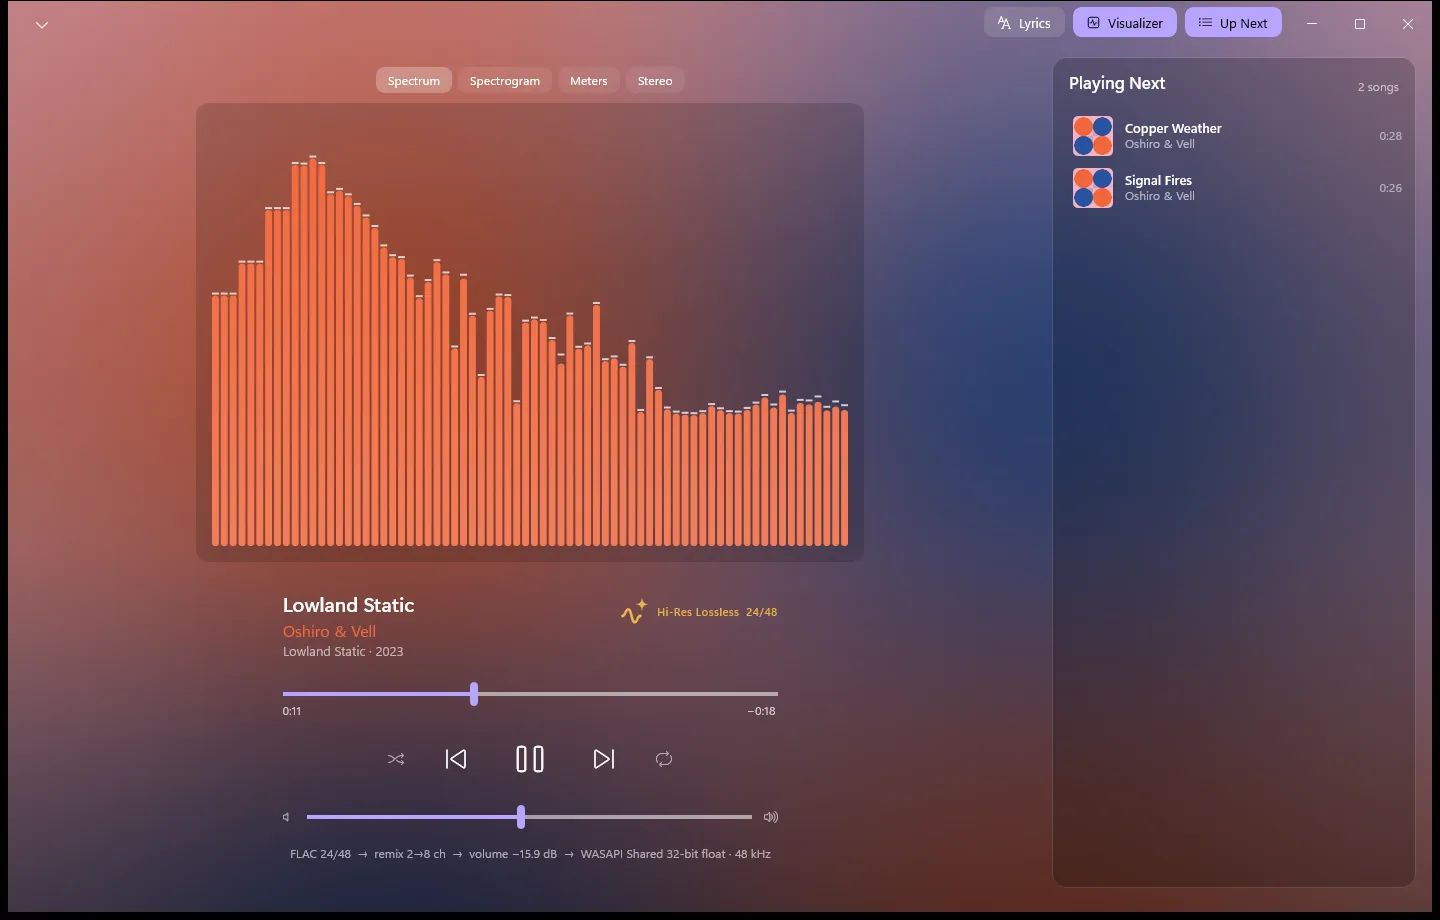 Lyrics
Visualizer
Up Next
Spectrum
Spectrogram
Meters
Stereo
Playing Next
2 songs
Copper Weather
Oshiro & Vell
0:28
Signal Fires
Oshiro & Vell
0:26
Lowland Static
Oshiro & Vell
Lowland Static · 2023
Hi-Res Lossless 24/48
0:11
−0:18
FLAC 24/48 → remix 2→8 ch → volume −15.9 dB → WASAPI Shared 32-bit float · 48 kHz